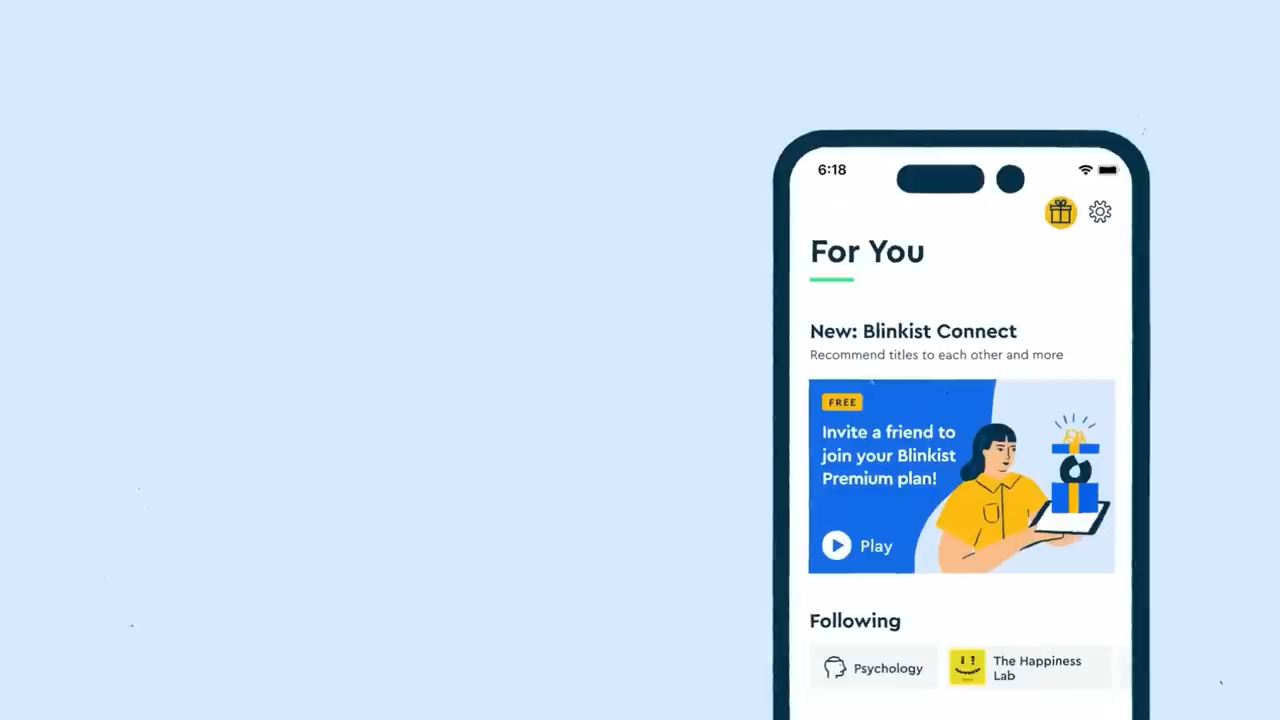 6:18
For You
New: Blinkist Connect
Recommend titles to each other and more
FREE
Invite a friend to
join your Blinkist
Premium plan!
Play
Following
Psychology
The Happiness
Lab